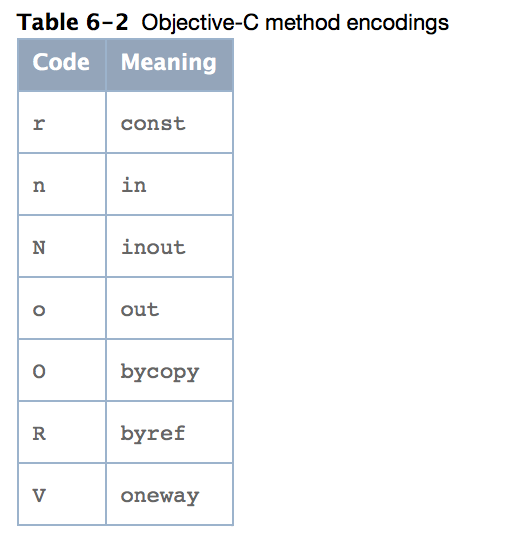 Table 6-2 Objective-C method encodings
Code Meaning
r const
n in
N inout
o out
O bycopy
R byref
V oneway